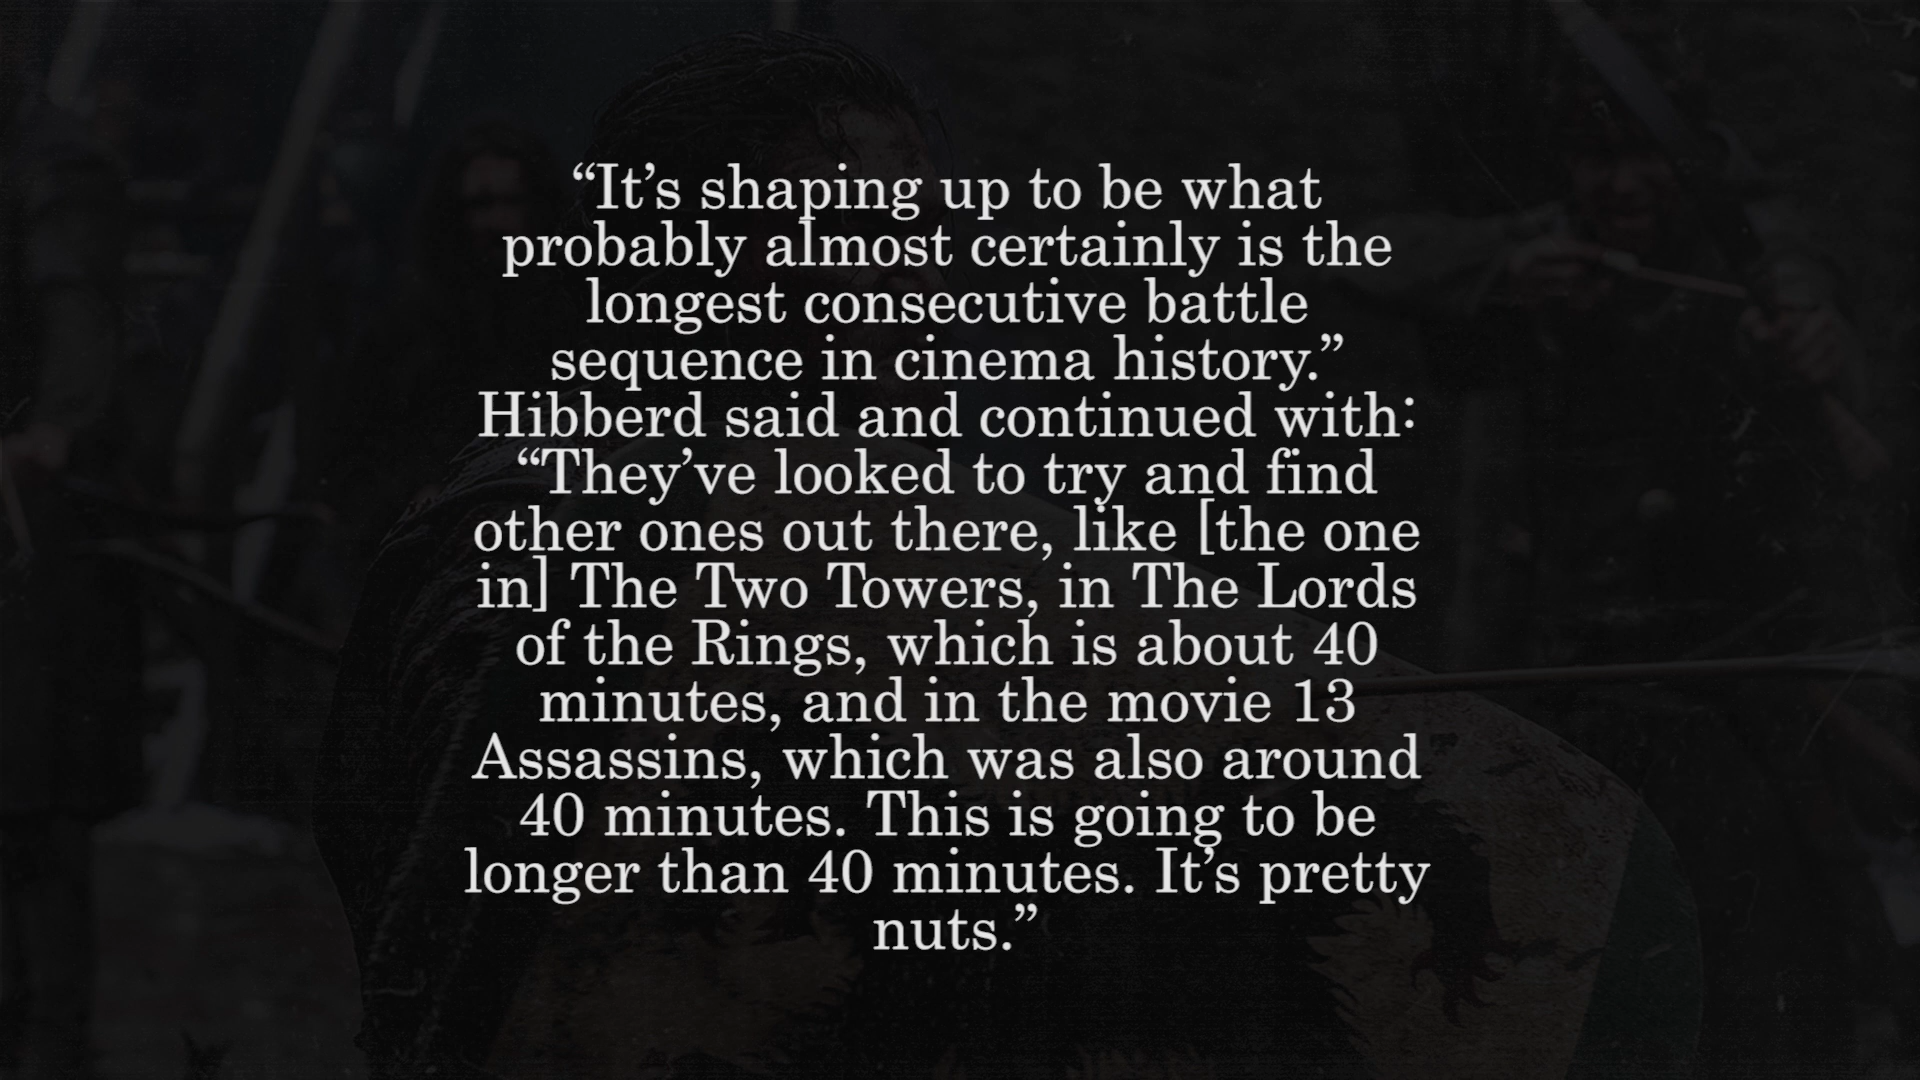 “It’s shaping up to be what
probably almost certainly is the
longest consecutive battle
sequence in cinema history.”
Hibberd said and continued with:
“They’ve looked to try and find
other ones out there, like [the one
in] The Two Towers, in The Lords
of the Rings, which is about 40
minutes, and in the movie 13
Assassins, which was also around
40 minutes. This is going to be
longer than 40 minutes. It’s pretty
nuts.”